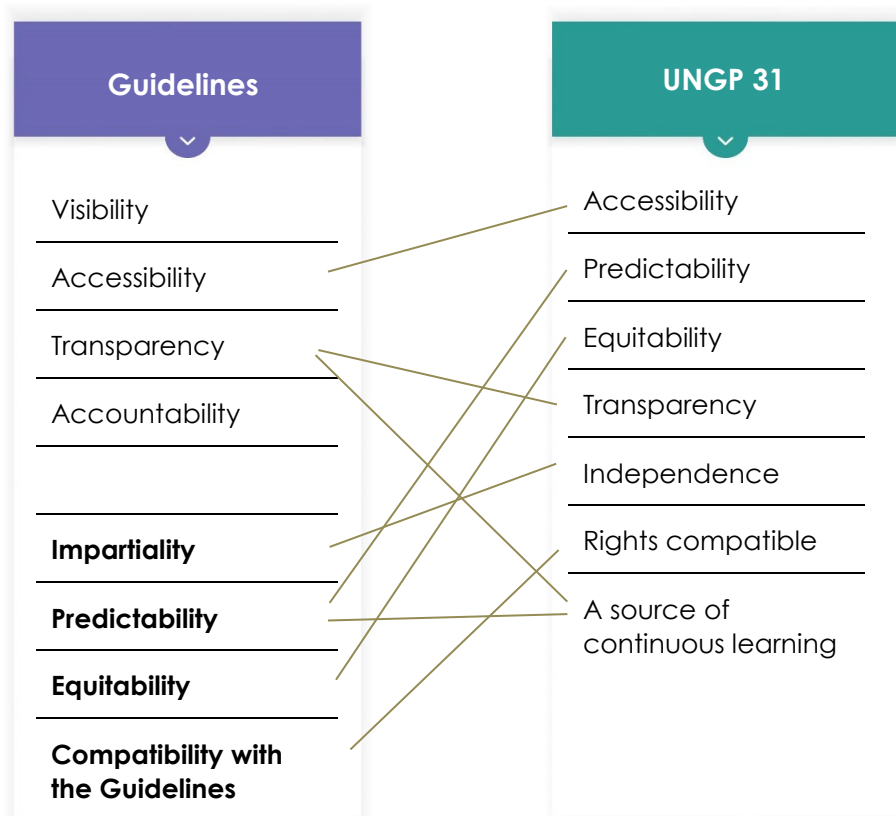 Guidelines
Visibility
Accessibility
Transparency
Accountability
Impartiality
Predictability
Equitability
Compatibility with
the Guidelines
UNGP 31
Accessibility
Predictability
Equitability
Transparency
Independence
Rights compatible
A source of
continuous learning